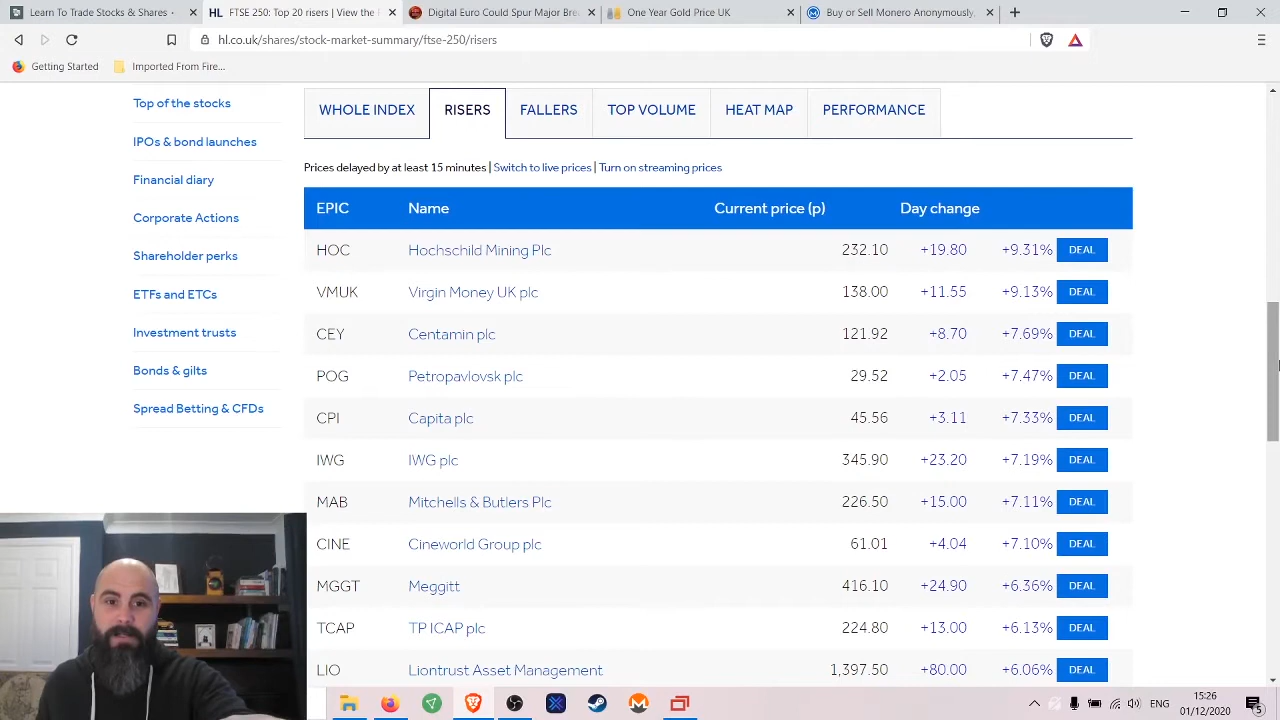 Learn To Trade Stocks & Shares
HL FTSE 250: Top 20 risers | View the
Digital Euro Could Spur Major Bre
One Year Gold Price UK
Buy or Sell Monero Anonymously.
hl.co.uk/shares/stock-market-summary/ftse-250/risers
Getting Started
Imported From Fire...
Top of the stocks
IPOs & bond launches
Financial diary
Corporate Actions
Shareholder perks
ETFs and ETCs
Investment trusts
Bonds & gilts
Spread Betting & CFDs
WHOLE INDEX RISERS FALLERS TOP VOLUME HEAT MAP PERFORMANCE
Prices delayed by at least 15 minutes | Switch to live prices | Turn on streaming prices
EPIC Name Current price (p) Day change
HOC Hochschild Mining Plc 232.10 +19.80 +9.31% DEAL
VMUK Virgin Money UK plc 138.00 +11.55 +9.13% DEAL
CEY Centamin plc 121.92 +8.70 +7.69% DEAL
POG Petropavlovsk plc 29.52 +2.05 +7.47% DEAL
CPI Capita plc 45.56 +3.11 +7.33% DEAL
IWG IWG plc 345.90 +23.20 +7.19% DEAL
MAB Mitchells & Butlers Plc 226.50 +15.00 +7.11% DEAL
CINE Cineworld Group plc 61.01 +4.04 +7.10% DEAL
MGGT Meggitt 416.10 +24.90 +6.36% DEAL
TCAP TP ICAP plc 224.80 +13.00 +6.13% DEAL
LIO Liontrust Asset Management 1,397.50 +80.00 +6.06% DEAL
ENG
15:26
01/12/2020
5